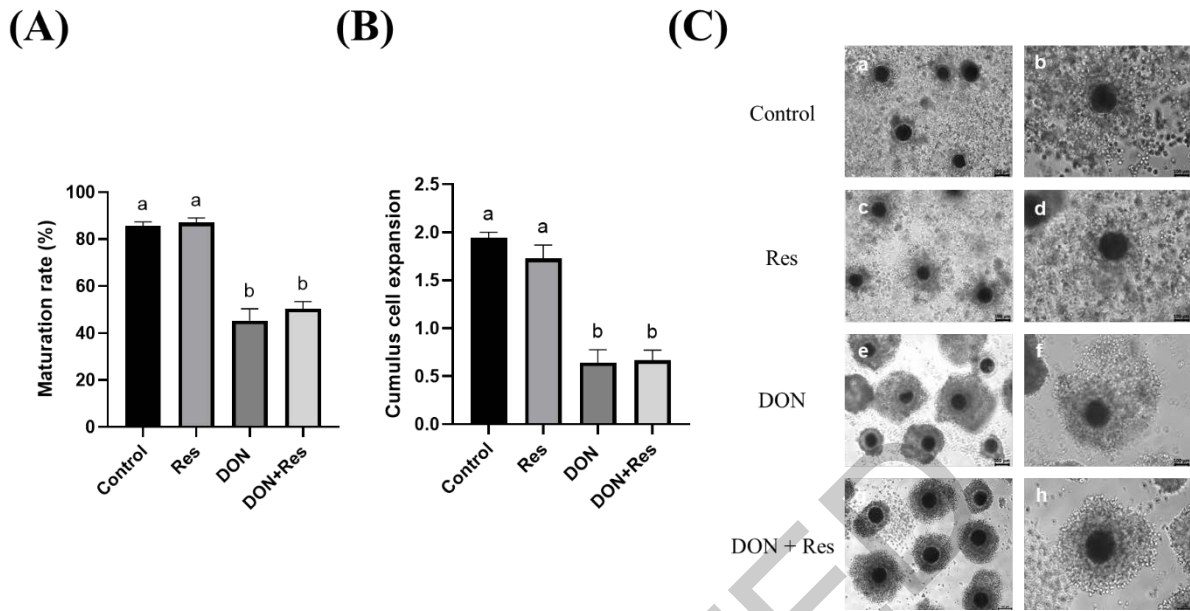 (A)
Maturation rate (%)
100
80
60
40
20
0
a
a
b
b
Control
Res
DON
DON+Res
(B)
Cumulus cell expansion
2.5
2.0
1.5
1.0
0.5
0.0
a
a
b
b
Control
Res
DON
DON+Res
(C)
Control
a
b
Res
c
d
DON
e
f
DON + Res
h